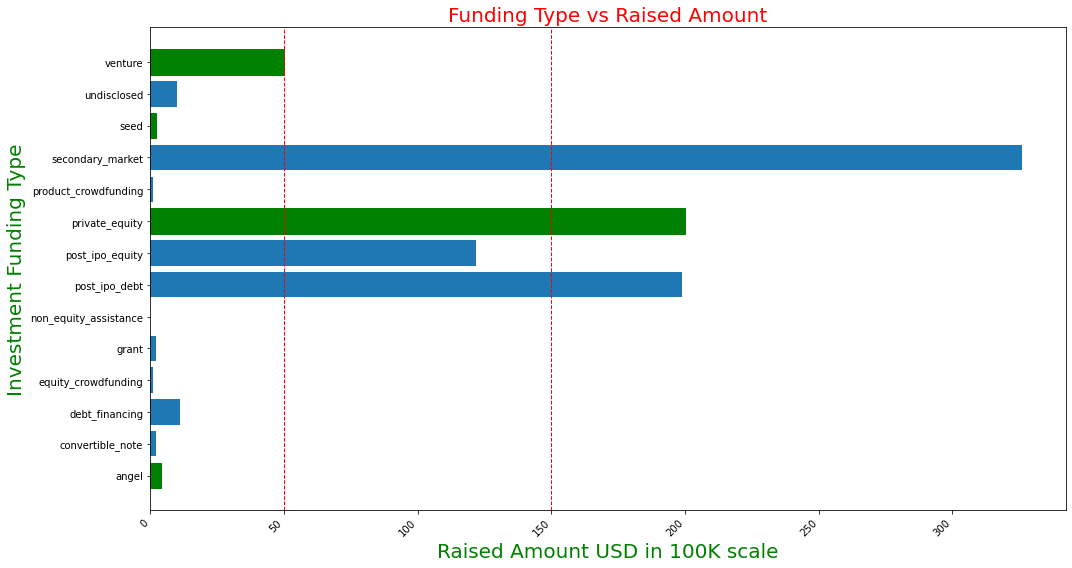 Funding Type vs Raised Amount
Investment Funding Type
venture
undisclosed
seed
secondary_market
product_crowdfunding
private_equity
post_ipo_equity
post_ipo_debt
non_equity_assistance
grant
equity_crowdfunding
debt_financing
convertible_note
angel
0 50 100 150 200 250 300
Raised Amount USD in 100K scale